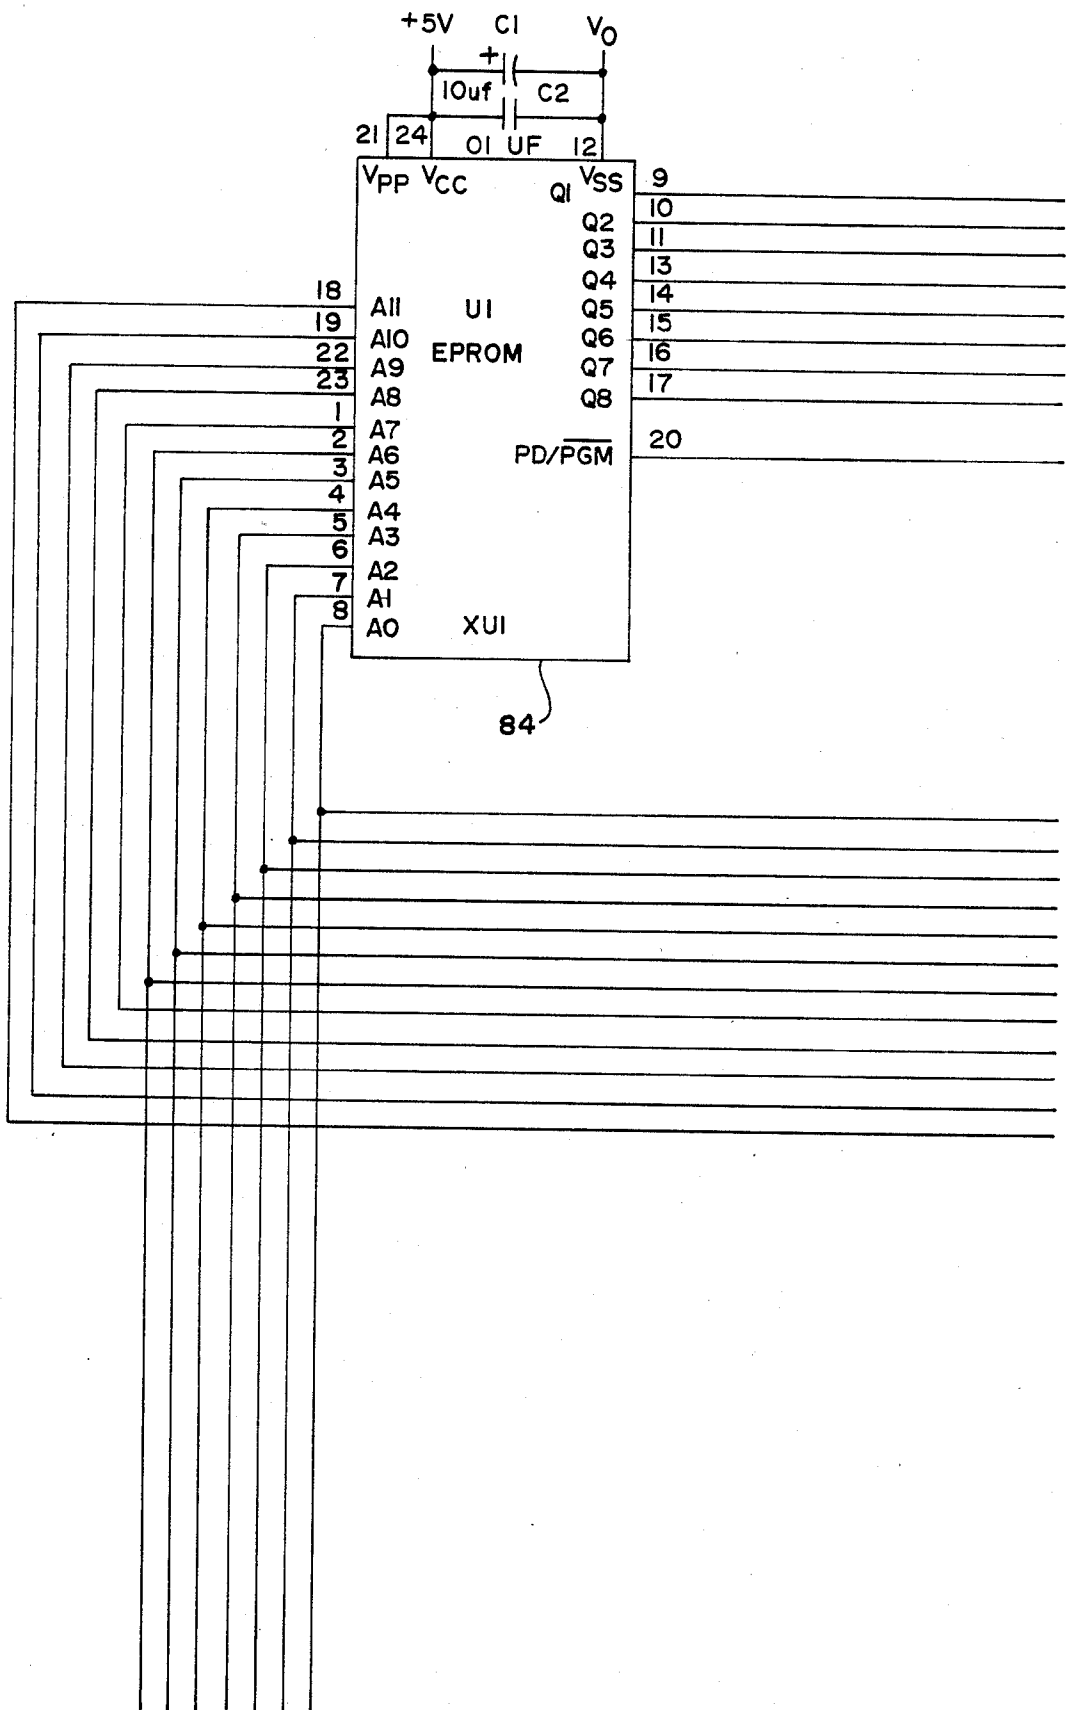 +5V C1 VO
+
10uf C2
21 24 01 UF 12
VPP VCC VSS
Q1 9
Q2 10
Q3 11
Q4 13
18 A11 U1 Q5 14
19 A10 Q6 15
22 A9 EPROM Q7 16
23 A8 Q8 17
1 A7
2 A6 PD/PGM 20
3 A5
4 A4
5 A3
6 A2
7 A1
8 A0 XU1
84